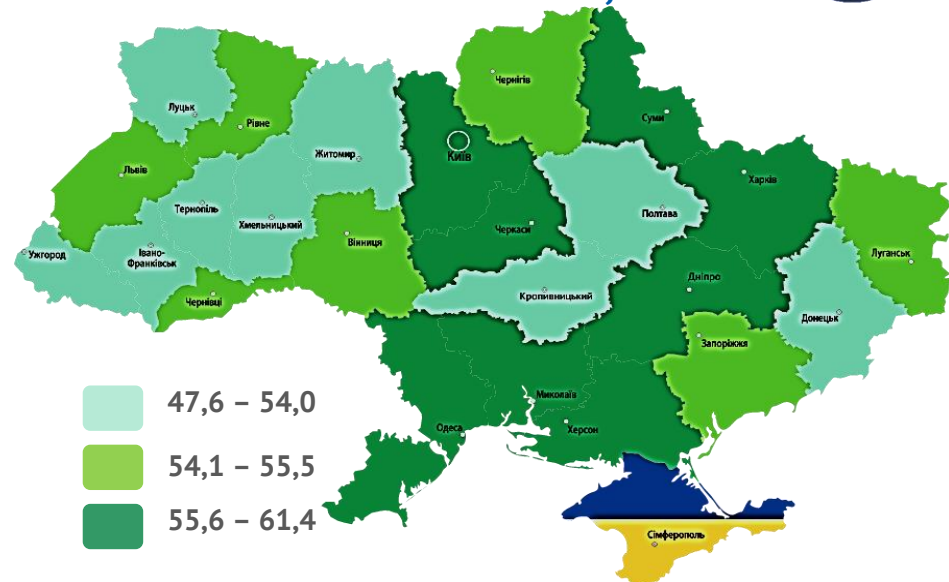 Чернігів
Луцьк
Суми
Рівне
Київ
Житомир
Львів
Харків
Тернопіль
Полтава
Хмельницький
Черкаси
Вінниця
Ужгород
Івано-
Франківськ
Луганськ
Дніпро
Чернівці
Кропивницький
Донецьк
Запоріжжя
Миколаїв
Одеса
Херсон
Сімферополь
47,6 – 54,0
54,1 – 55,5
55,6 – 61,4